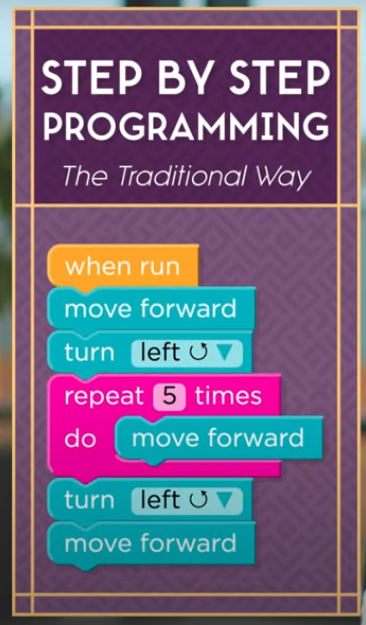 STEP BY STEP
PROGRAMMING
The Traditional Way
when run
move forward
turn left ↺ ▼
repeat 5 times
do move forward
turn left ↺ ▼
move forward